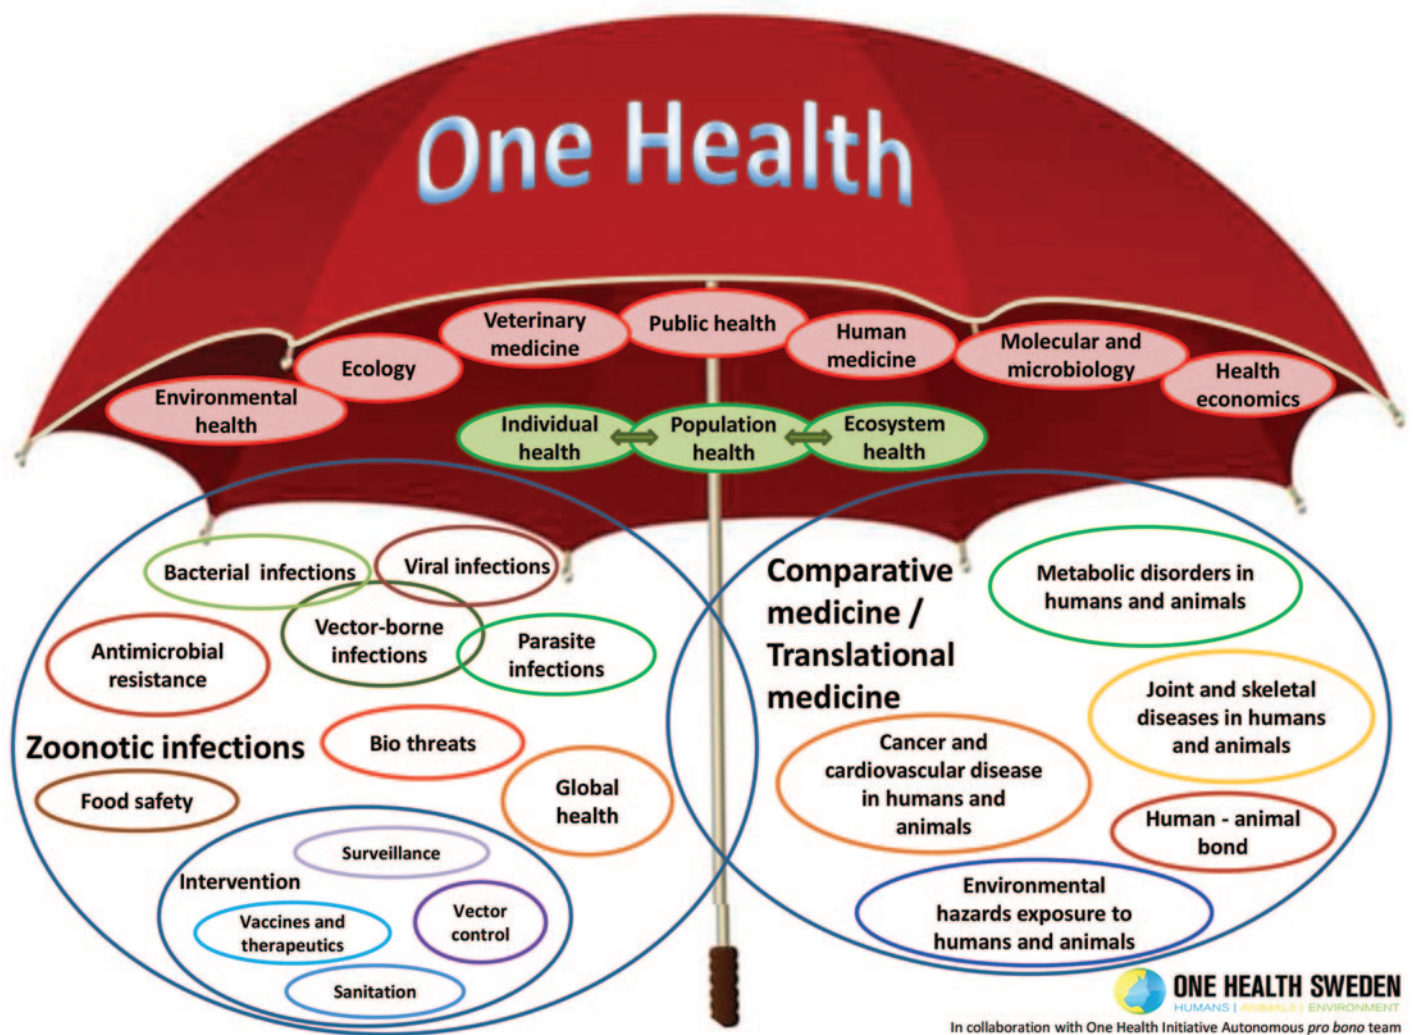 One Health
Veterinary
medicine
Public health
Human
medicine
Molecular and
microbiology
Ecology
Health
economics
Environmental
health
Individual
health
Population
health
Ecosystem
health
Bacterial infections
Viral infections
Vector-borne
infections
Parasite
infections
Antimicrobial
resistance
Zoonotic infections
Bio threats
Food safety
Global
health
Intervention
Surveillance
Vaccines and
therapeutics
Vector
control
Sanitation
Comparative
medicine /
Translational
medicine
Metabolic disorders in
humans and animals
Joint and skeletal
diseases in humans
and animals
Cancer and
cardiovascular disease
in humans and
animals
Human - animal
bond
Environmental
hazards exposure to
humans and animals
ONE HEALTH SWEDEN
HUMANS | ANIMALS | ENVIRONMENT
In collaboration with One Health Initiative Autonomous pro bono team